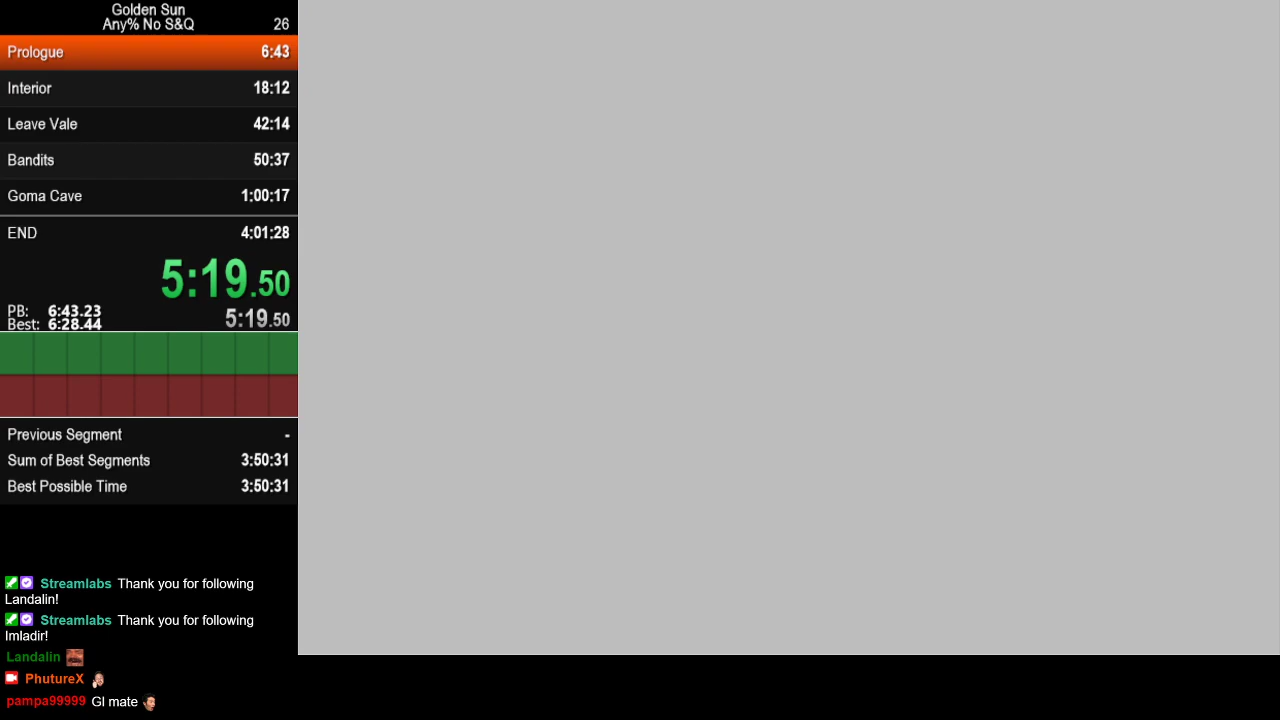 Golden Sun
Any% No S&Q 26
Prologue 6:43
Interior 18:12
Leave Vale 42:14
Bandits 50:37
Goma Cave 1:00:17
END 4:01:28
5:19.50
PB: 6:43.23
Best: 6:28.44 5:19.50
Previous Segment -
Sum of Best Segments 3:50:31
Best Possible Time 3:50:31
Streamlabs Thank you for following
Landalin!
Streamlabs Thank you for following
Imladir!
Landalin
PhutureX
pampa99999 Gl mate